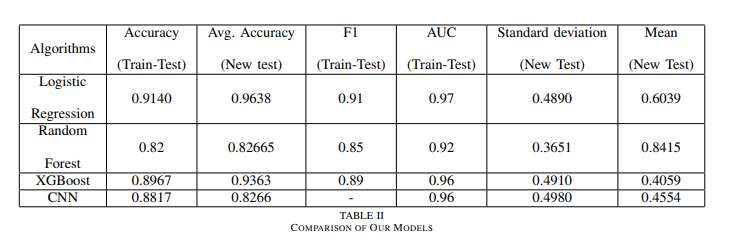 Algorithms Accuracy (Train-Test) Avg. Accuracy (New test) F1 (Train-Test) AUC (Train-Test) Standard deviation (New Test) Mean (New Test)
Logistic Regression 0.9140 0.9638 0.91 0.97 0.4890 0.6039
Random Forest 0.82 0.82665 0.85 0.92 0.3651 0.8415
XGBoost 0.8967 0.9363 0.89 0.96 0.4910 0.4059
CNN 0.8817 0.8266 - 0.96 0.4980 0.4554
TABLE II
COMPARISON OF OUR MODELS